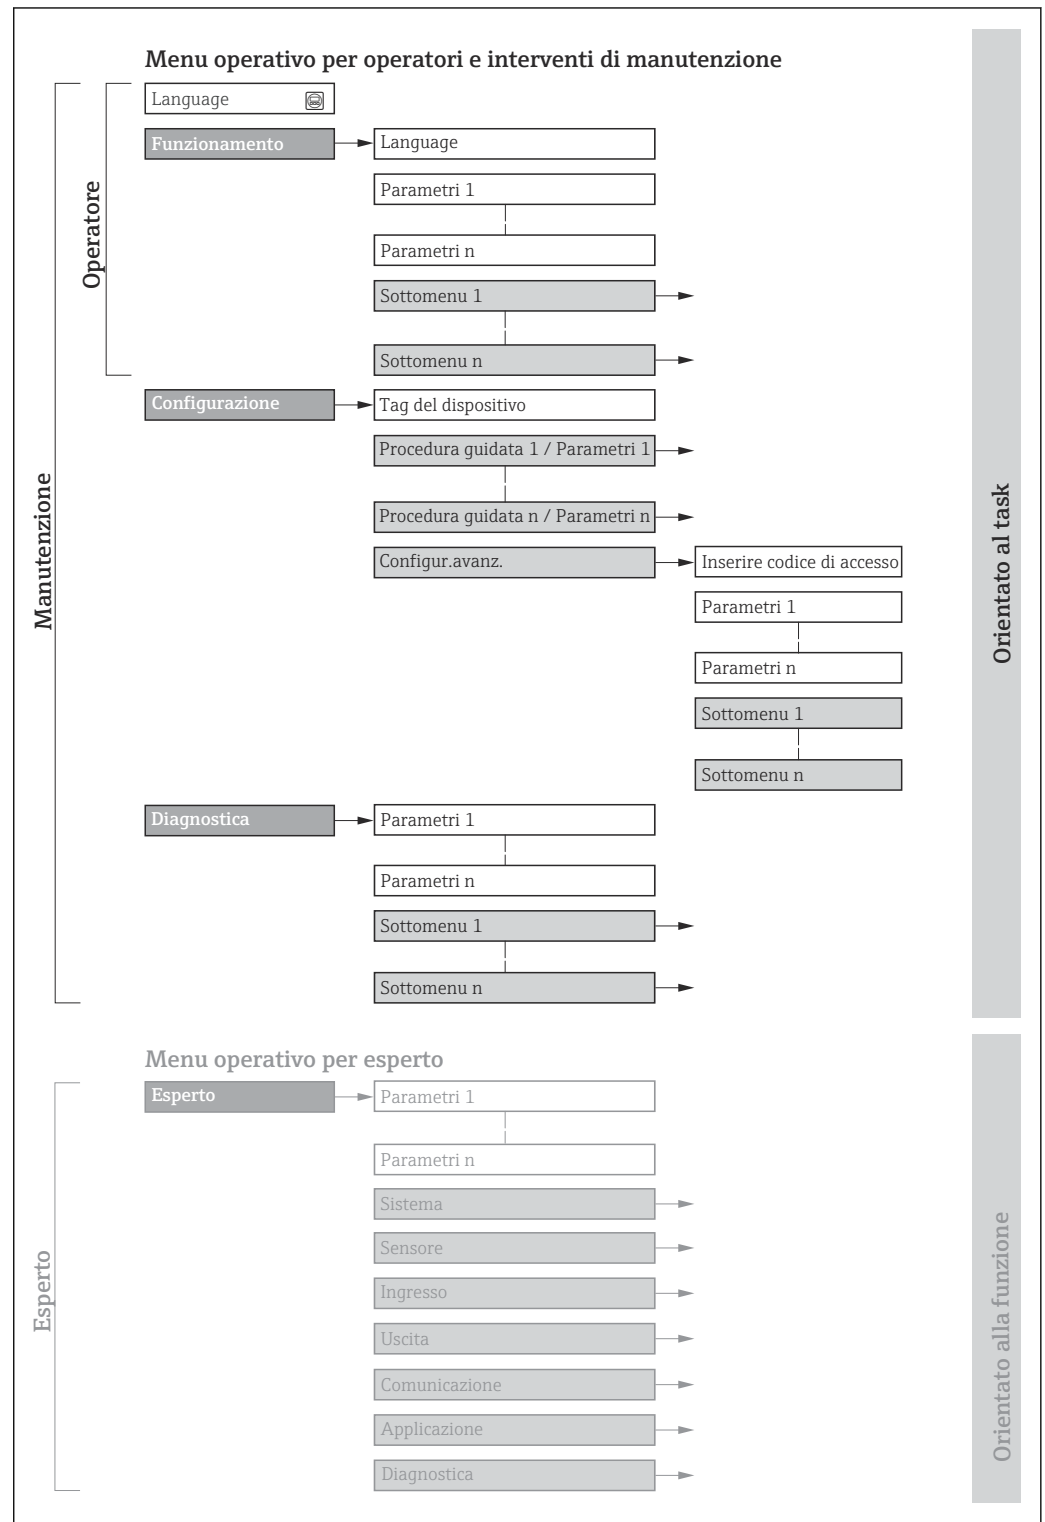 Menu operativo per operatori e interventi di manutenzione
Language
Funzionamento
Language
Parametri 1
Parametri n
Sottomenu 1
Sottomenu n
Operatore
Configurazione
Tag del dispositivo
Procedura guidata 1 / Parametri 1
Procedura guidata n / Parametri n
Configur.avanz.
Inserire codice di accesso
Parametri 1
Parametri n
Sottomenu 1
Sottomenu n
Diagnostica
Parametri 1
Parametri n
Sottomenu 1
Sottomenu n
Manutenzione
Orientato al task
Menu operativo per esperto
Esperto
Parametri 1
Parametri n
Sistema
Sensore
Ingresso
Uscita
Comunicazione
Applicazione
Diagnostica
Esperto
Orientato alla funzione